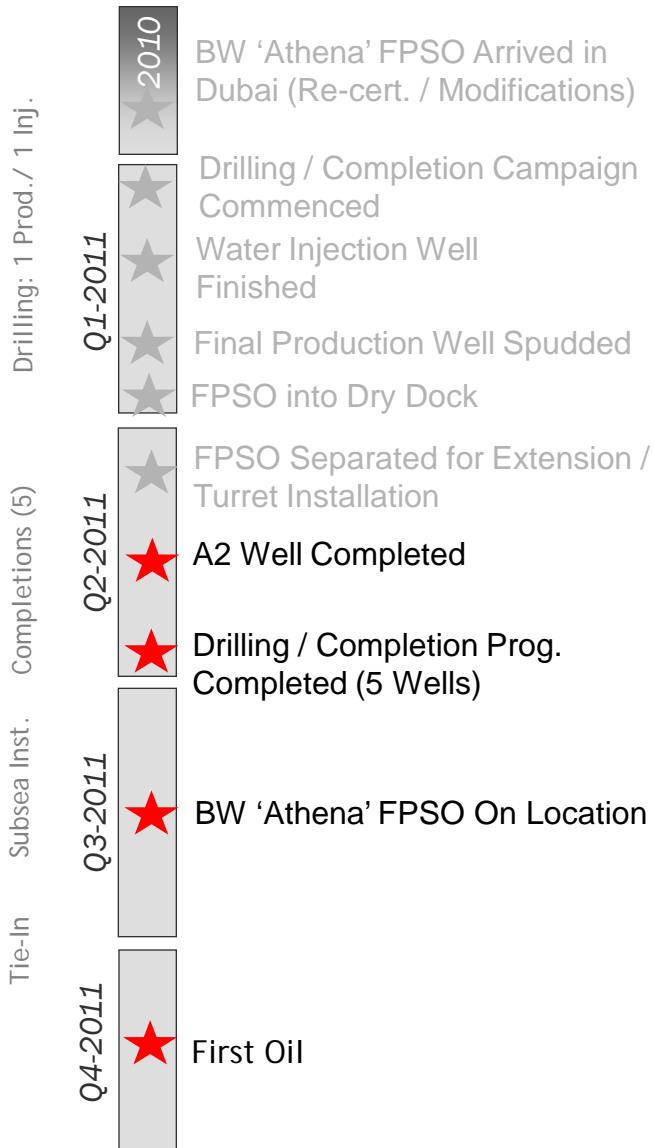 2010
BW ‘Athena’ FPSO Arrived in
Dubai (Re-cert. / Modifications)
Drilling: 1 Prod./ 1 Inj.
Q1-2011
Drilling / Completion Campaign
Commenced
Water Injection Well
Finished
Final Production Well Spudded
FPSO into Dry Dock
Completions (5)
Q2-2011
FPSO Separated for Extension /
Turret Installation
A2 Well Completed
Drilling / Completion Prog.
Completed (5 Wells)
Subsea Inst.
Q3-2011
BW ‘Athena’ FPSO On Location
Tie-In
Q4-2011
First Oil